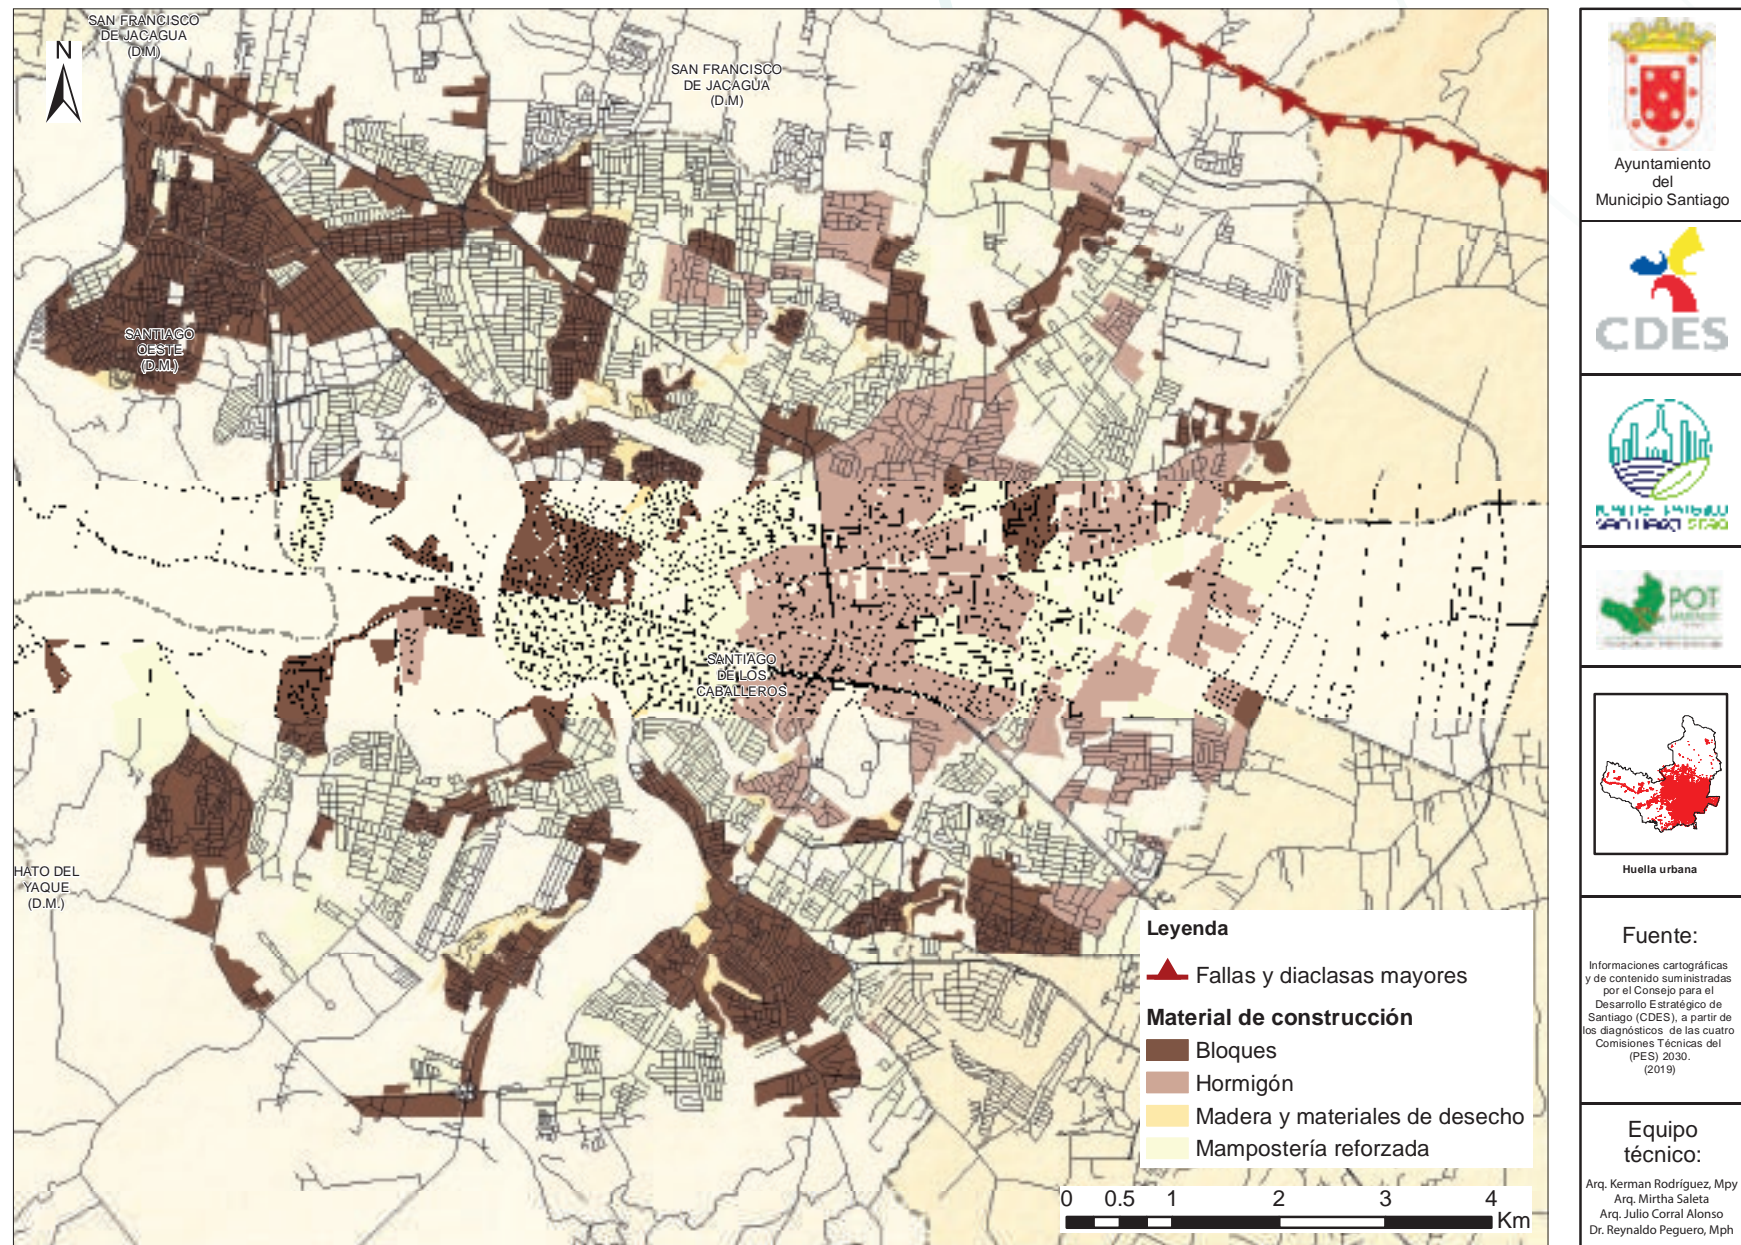 SAN FRANCISCO
DE JACAGUA
(D.M)
N
SAN FRANCISCO
DE JACAGUA
(D.M)
SANTIAGO
OESTE
(D.M.)
SANTIAGO
DE LOS
CABALLEROS
HATO DEL
YAQUE
(D.M.)
Leyenda
Fallas y diaclasas mayores
Material de construcción
Bloques
Hormigón
Madera y materiales de desecho
Mampostería reforzada
0 0.5 1 2 3 4
Km
Ayuntamiento
del
Municipio Santiago
CDES
POT
Huella urbana
Fuente:
Informaciones cartográficas
y de contenido suministradas
por el Consejo para el
Desarrollo Estratégico de
Santiago (CDES), a partir de
los diagnósticos de las cuatro
Comisiones Técnicas del
(PES) 2030.
(2019)
Equipo
técnico:
Arq. Kerman Rodríguez, Mpy
Arq. Mirtha Saleta
Arq. Julio Corral Alonso
Dr. Reynaldo Peguero, Mph